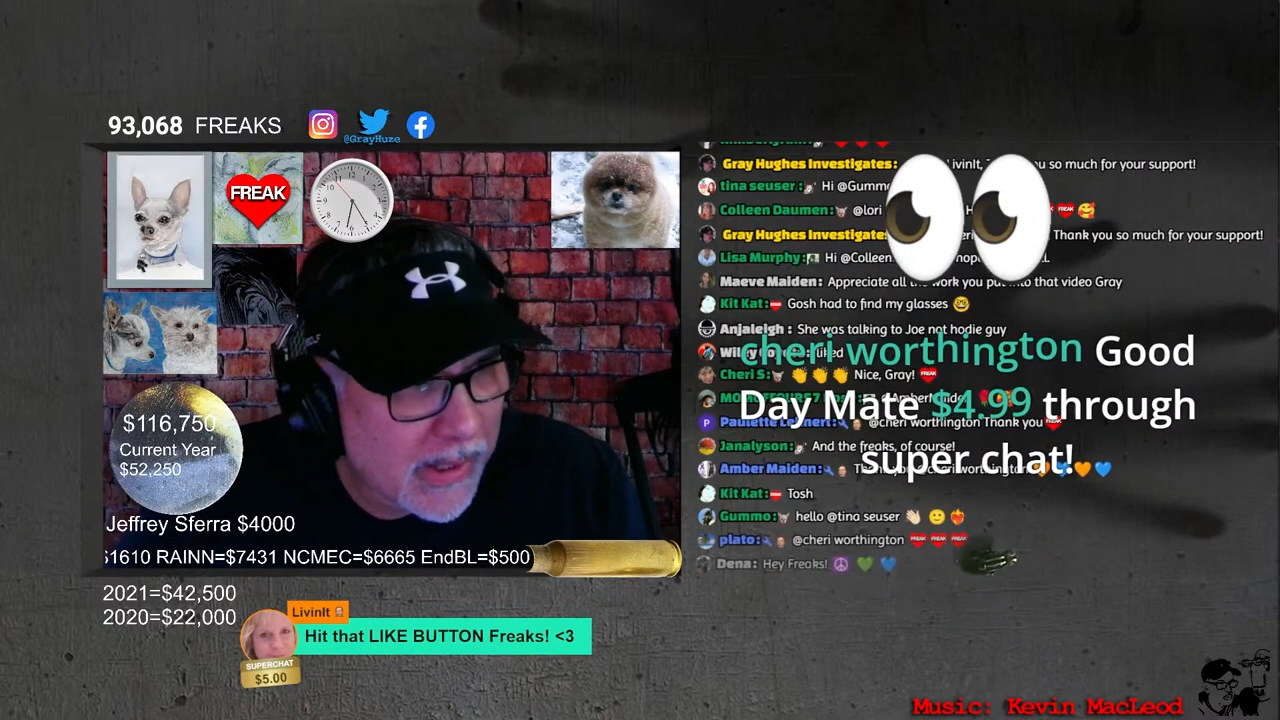 93,068 FREAKS
@GrayHuze
FREAK
$116,750
Current Year
$52,250
Jeffrey Sferra $4000
1610 RAINN=$7431 NCMEC=$6665 EndBL=$500
2021=$42,500
2020=$22,000
LivinIt
Hit that LIKE BUTTON Freaks! <3
SUPERCHAT
$5.00
Gray Hughes Investigates: so much for your support!
tina seuser: Hi
Colleen Daumen: @lori
Gray Hughes Investigates: Thank you so much for your support!
Lisa Murphy: Hi @Colleen
Maeve Maiden: Appreciate all the work you put into that video Gray
Kit Kat: Gosh had to find my glasses
Anjaleigh: She was talking to Joe not hodie guy
Cheri S: Nice, Gray!
Paulette Lehnert: @cheri worthington Thank you
Janalyson: And the freaks, of course!
Amber Maiden: cheri worthington
Kit Kat: Tosh
Gummo: hello @tina seuser
plato: @cheri worthington
Dena: Hey Freaks!
cheri worthington Good
Day Mate $4.99 through
super chat!
Music: Kevin MacLeod